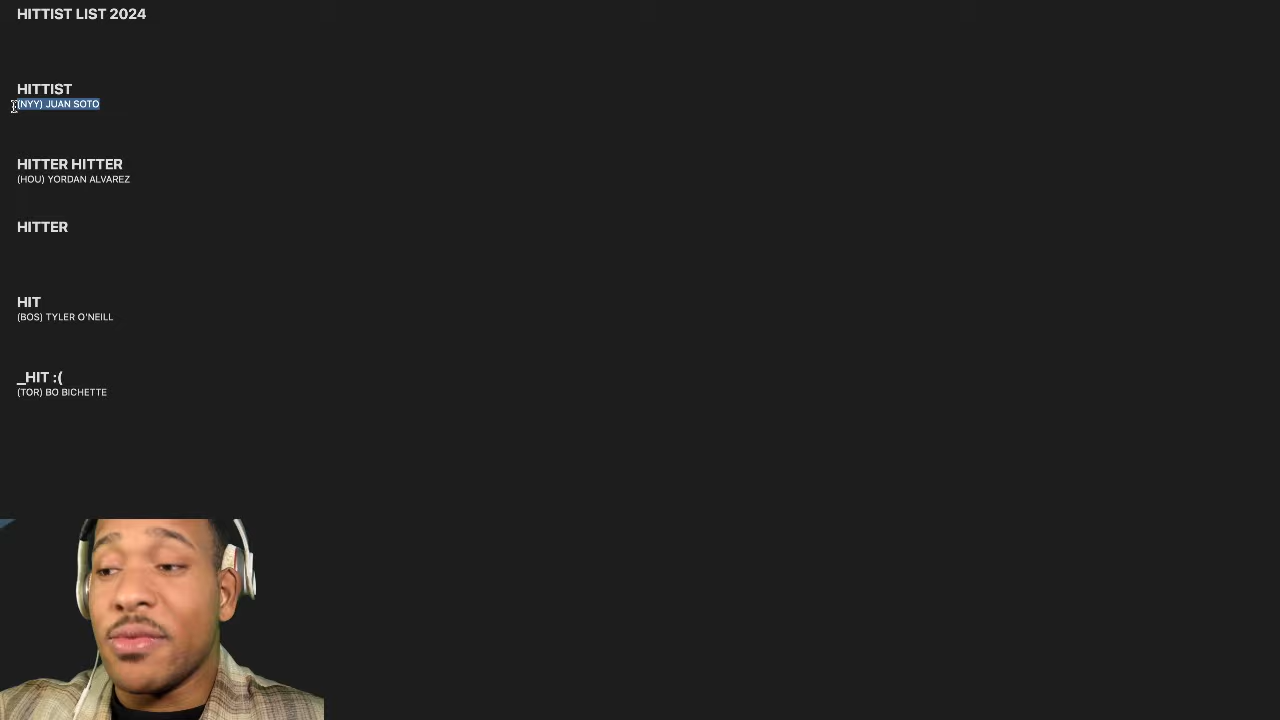 HITTIST LIST 2024
HITTIST
(NYY) JUAN SOTO
HITTER HITTER
(HOU) YORDAN ALVAREZ
HITTER
HIT
(BOS) TYLER O'NEILL
_HIT :(
(TOR) BO BICHETTE